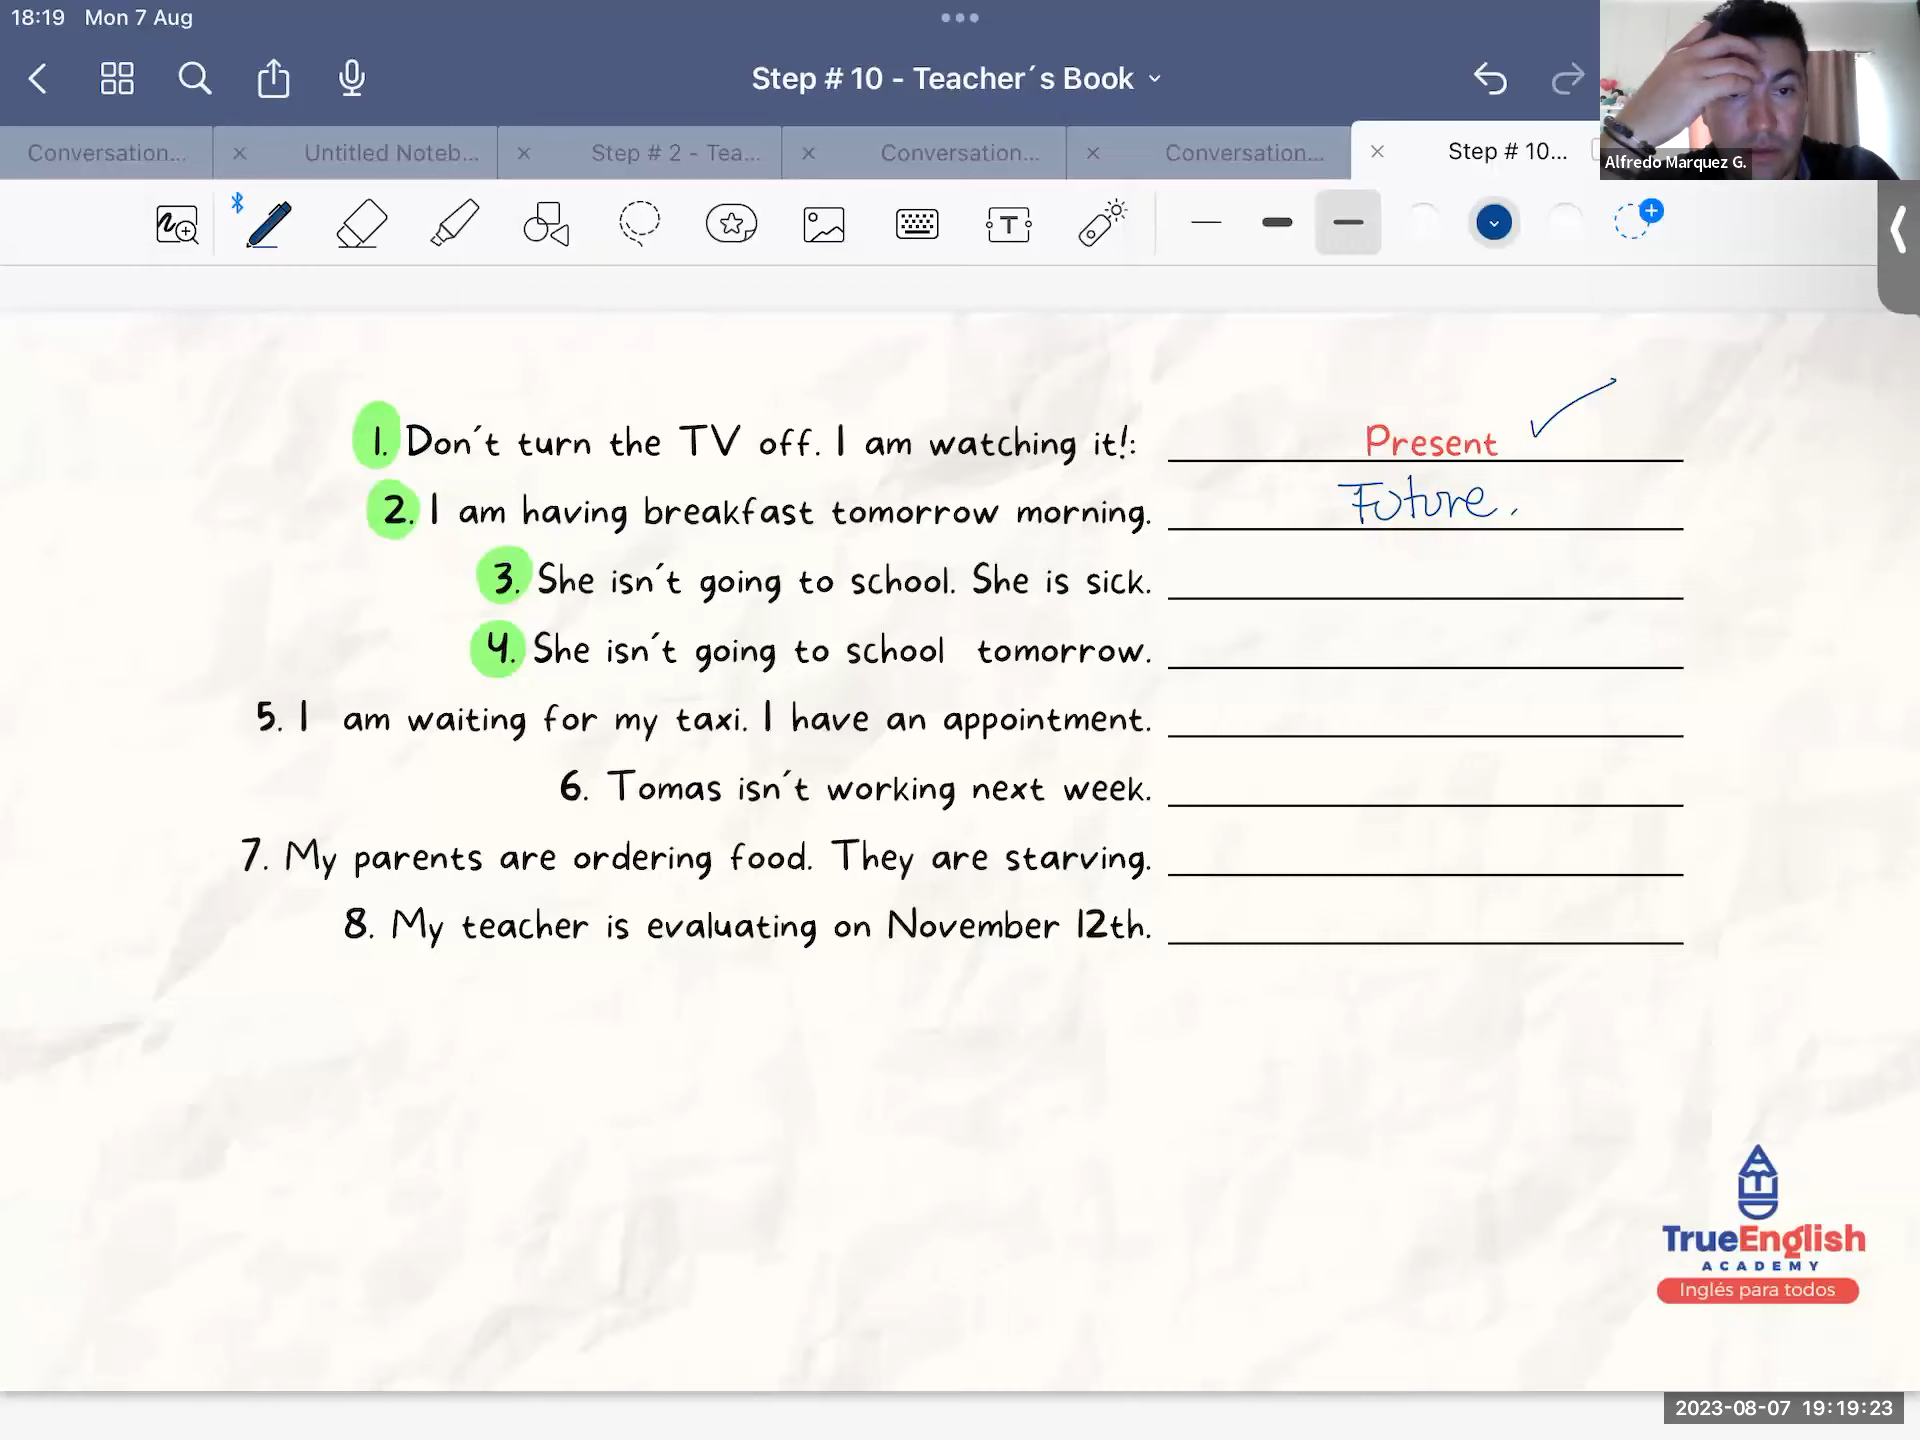 18:19 Mon 7 Aug
Step # 10 - Teacher´s Book
Alfredo Marquez G.
Conversation...
Untitled Noteb...
Step # 2 - Tea...
Conversation...
Conversation...
Step # 10...
1. Don´t turn the TV off. I am watching it!: Present
2. I am having breakfast tomorrow morning. Future.
3. She isn´t going to school. She is sick.
4. She isn´t going to school tomorrow.
5. I am waiting for my taxi. I have an appointment.
6. Tomas isn´t working next week.
7. My parents are ordering food. They are starving.
8. My teacher is evaluating on November 12th.
TrueEnglish
ACADEMY
Inglés para todos
2023-08-07 19:19:23